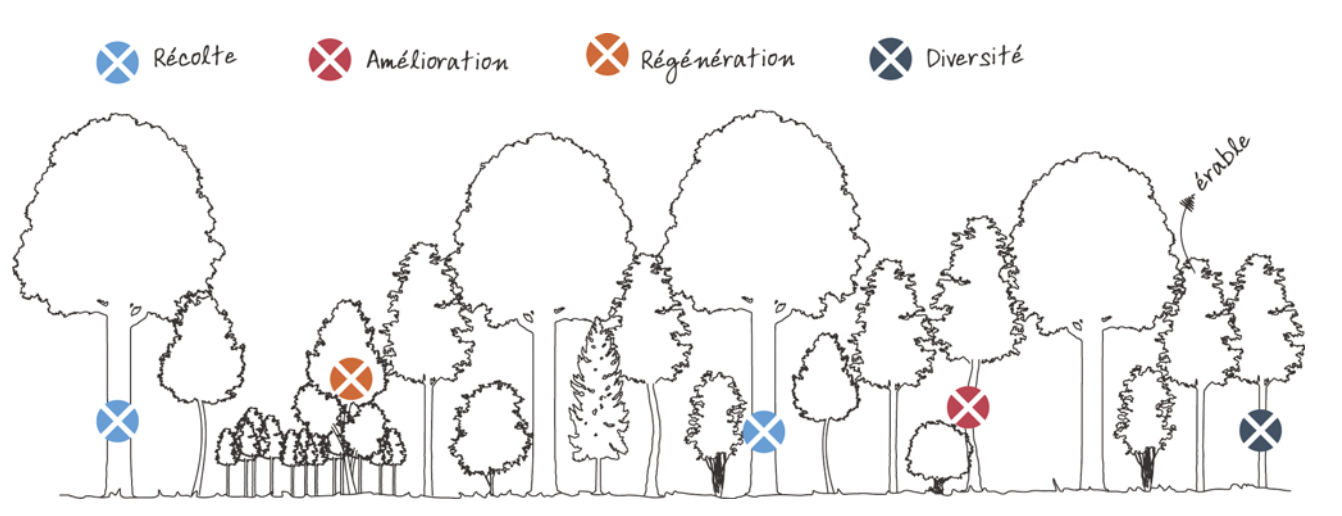 Récolte
Amélioration
Régénération
Diversité
érable